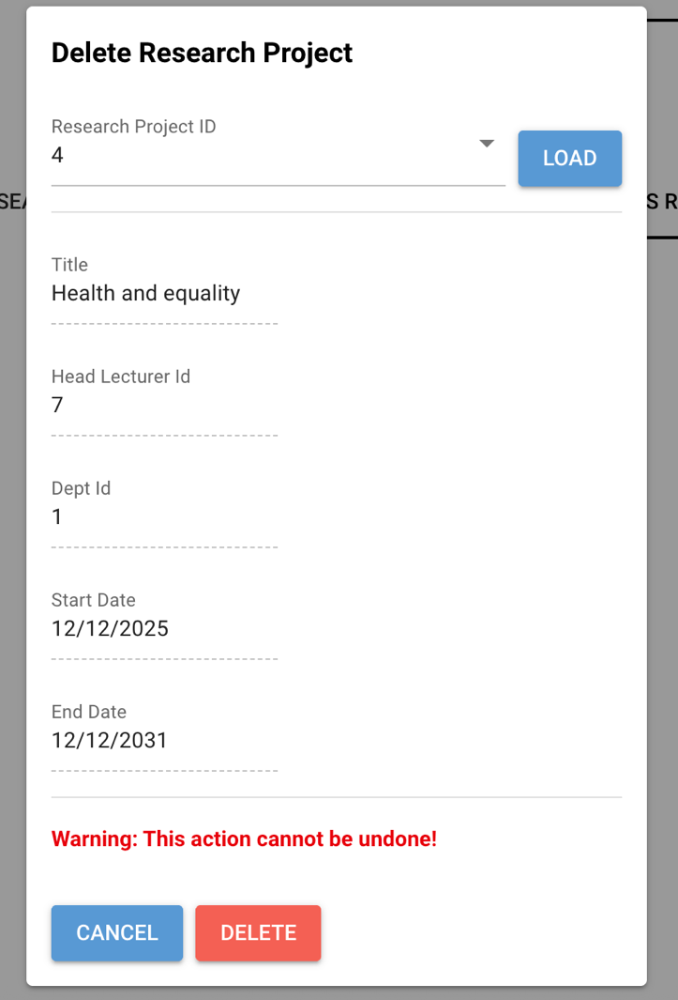 Delete Research Project
Research Project ID
4
LOAD
SEA
S R
Title
Health and equality
Head Lecturer Id
7
Dept Id
1
Start Date
12/12/2025
End Date
12/12/2031
Warning: This action cannot be undone!
CANCEL DELETE